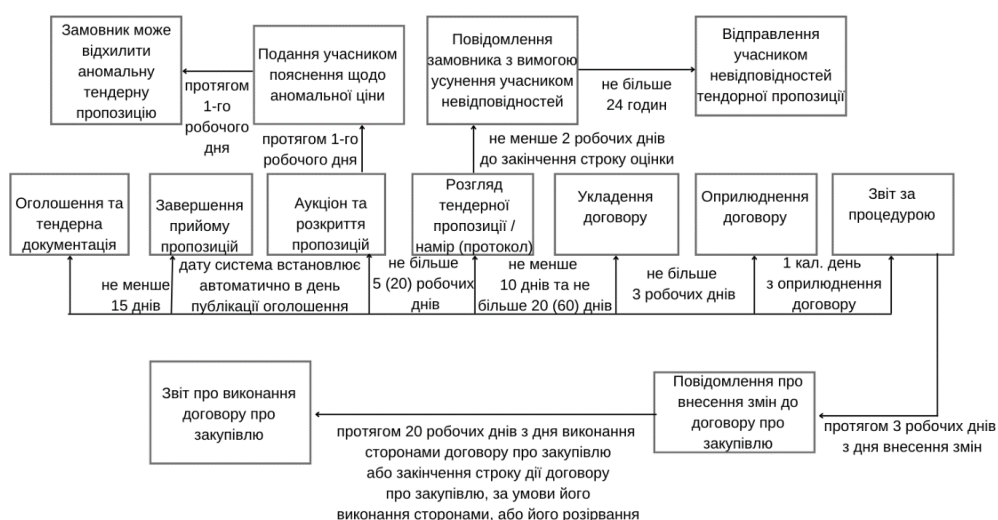 Замовник може
відхилити
аномальну
тендерну
пропозицію
протягом
1-го
робочого
дня
Подання учасником
пояснення щодо
аномальної ціни
протягом 1-го
робочого дня
Повідомлення
замовника з вимогою
усунення учасником
невідповідностей
не більше
24 годин
Відправлення
учасником
невідповідностей
тендорної пропозиції
не менше 2 робочих днів
до закінчення строку оцінки
Оголошення та
тендерна
документація
Завершення
прийому
пропозицій
Аукціон та
розкриття
пропозицій
Розгляд
тендерної
пропозиції /
намір (протокол)
Укладення
договору
Оприлюднення
договору
Звіт за
процедурою
не менше
15 днів
дату система встановлює
автоматично в день
публікації оголошення
не більше
5 (20) робочих
днів
не менше
10 днів та не
більше 20 (60) днів
не більше
3 робочих днів
1 кал. день
з оприлюднення
договору
Звіт про виконання
договору про
закупівлю
протягом 20 робочих днів з дня виконання
сторонами договору про закупівлю
або закінчення строку дії договору
про закупівлю, за умови його
виконання сторонами, або його розірвання
Повідомлення про
внесення змін до
договору про
закупівлю
протягом 3 робочих днів
з дня внесення змін